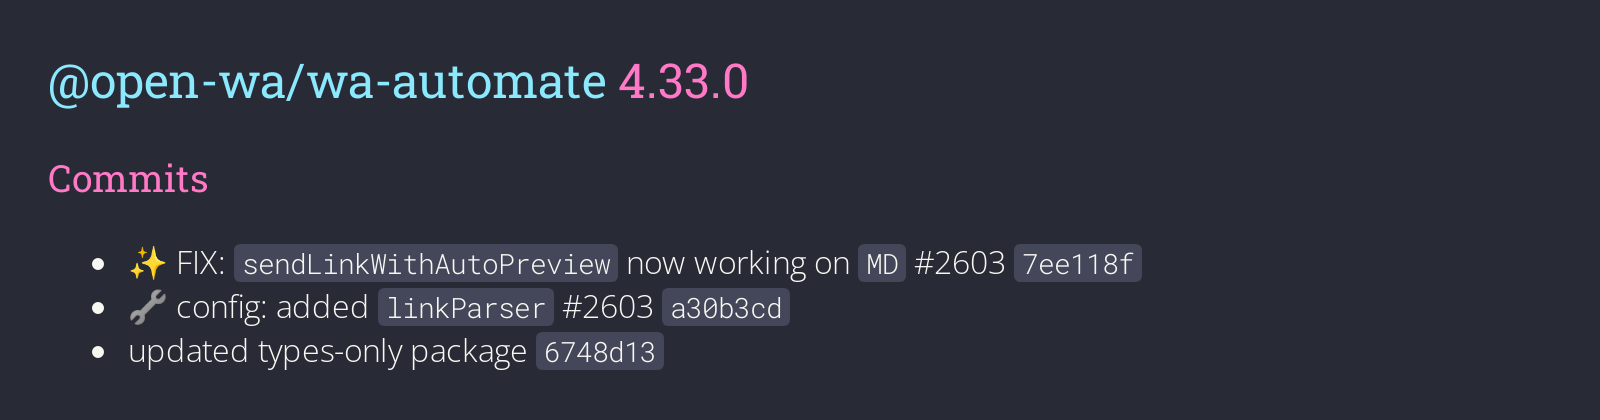 @open-wa/wa-automate 4.33.0
Commits
• ✨ FIX: sendLinkWithAutoPreview now working on MD #2603 7ee118f
• 🔧 config: added linkParser #2603 a30b3cd
• updated types-only package 6748d13